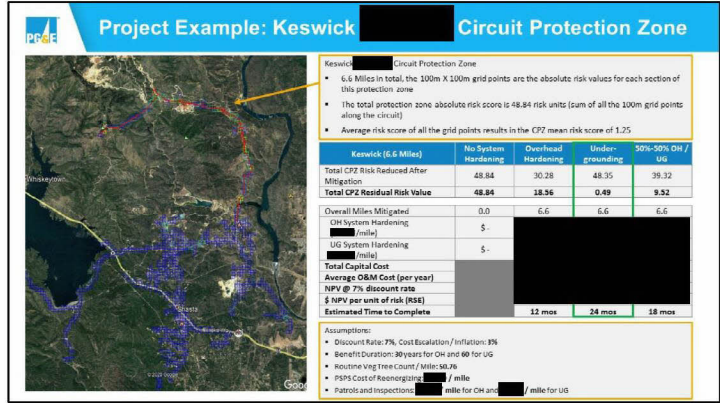 PG&E
Project Example: Keswick Circuit Protection Zone
Keswick Circuit Protection Zone
▪ 6.6 Miles in total, the 100m X 100m grid points are the absolute risk values for each section of
this protection zone
▪ The total protection zone absolute risk score is 48.84 risk units (sum of all the 100m grid points
along the circuit)
▪ Average risk score of all the grid points results in the CPZ mean risk score of 1.25
Keswick (6.6 Miles) No System Hardening Overhead Hardening Under-grounding 50%-50% OH / UG
Total CPZ Risk Reduced After Mitigation 48.84 30.28 48.35 39.32
Total CPZ Residual Risk Value 48.84 18.56 0.49 9.52
Overall Miles Mitigated 0.0 6.6 6.6 6.6
OH System Hardening /mile) $ -
UG System Hardening /mile) $ -
Total Capital Cost
Average O&M Cost (per year)
NPV @ 7% discount rate
$ NPV per unit of risk (RSE)
Estimated Time to Complete 12 mos 24 mos 18 mos
Assumptions:
▪ Discount Rate: 7%, Cost Escalation / Inflation: 3%
▪ Benefit Duration: 30 years for OH and 60 for UG
▪ Routine Veg Tree Count / Mile: 50.76
▪ PSPS Cost of Reenergizing: / mile
▪ Patrols and Inspections: mile for OH and / mile for UG
Whiskeytown
Shasta
Goo